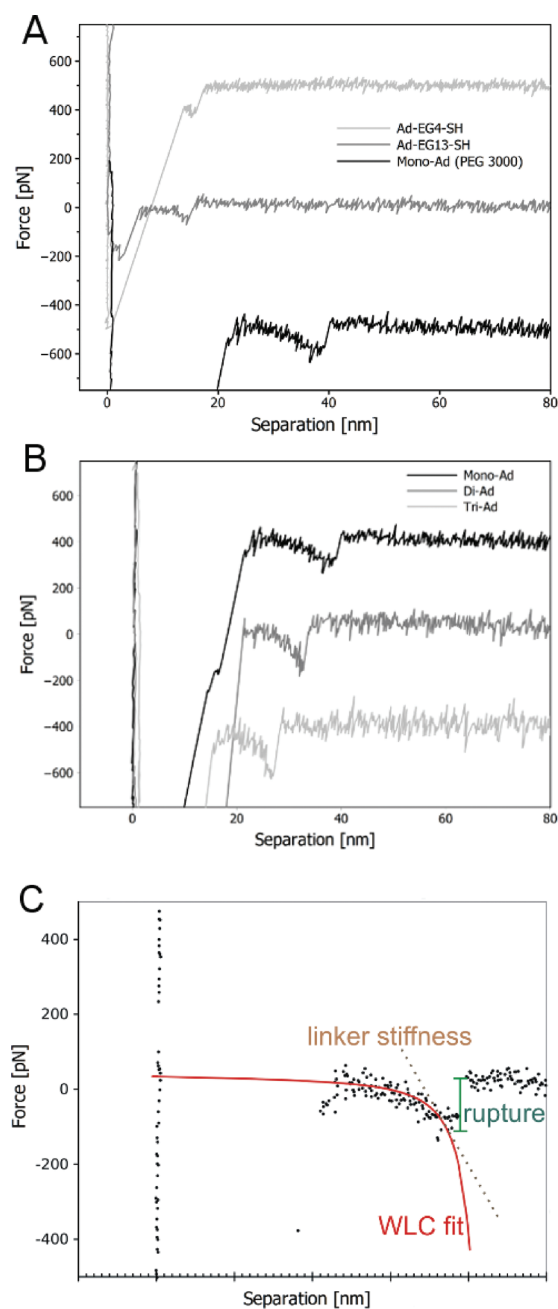 A
600
400
200
0
−200
−400
−600
Force [pN]
Ad-EG4-SH
Ad-EG13-SH
Mono-Ad (PEG 3000)
0
20
40
60
80
Separation [nm]
B
600
400
200
0
−200
−400
−600
Force [pN]
Mono-Ad
Di-Ad
Tri-Ad
0
20
40
60
80
Separation [nm]
C
400
200
0
-200
-400
Force [pN]
linker stiffness
rupture
WLC fit
Separation [nm]